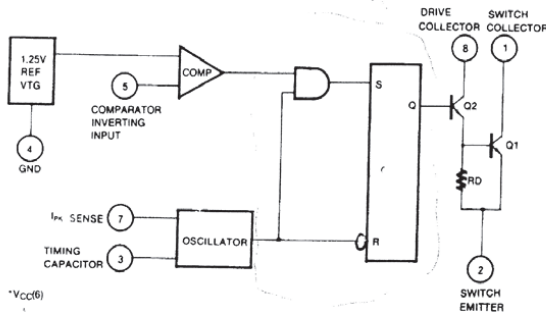 DRIVE
COLLECTOR
SWITCH
COLLECTOR
8
1
1.25V
REF
VTG
COMP
5
COMPARATOR
INVERTING
INPUT
S
Q
Q2
Q1
4
GND
RD
IPK SENSE
7
OSCILLATOR
R
TIMING
CAPACITOR
3
2
SWITCH
EMITTER
*VCC(6)